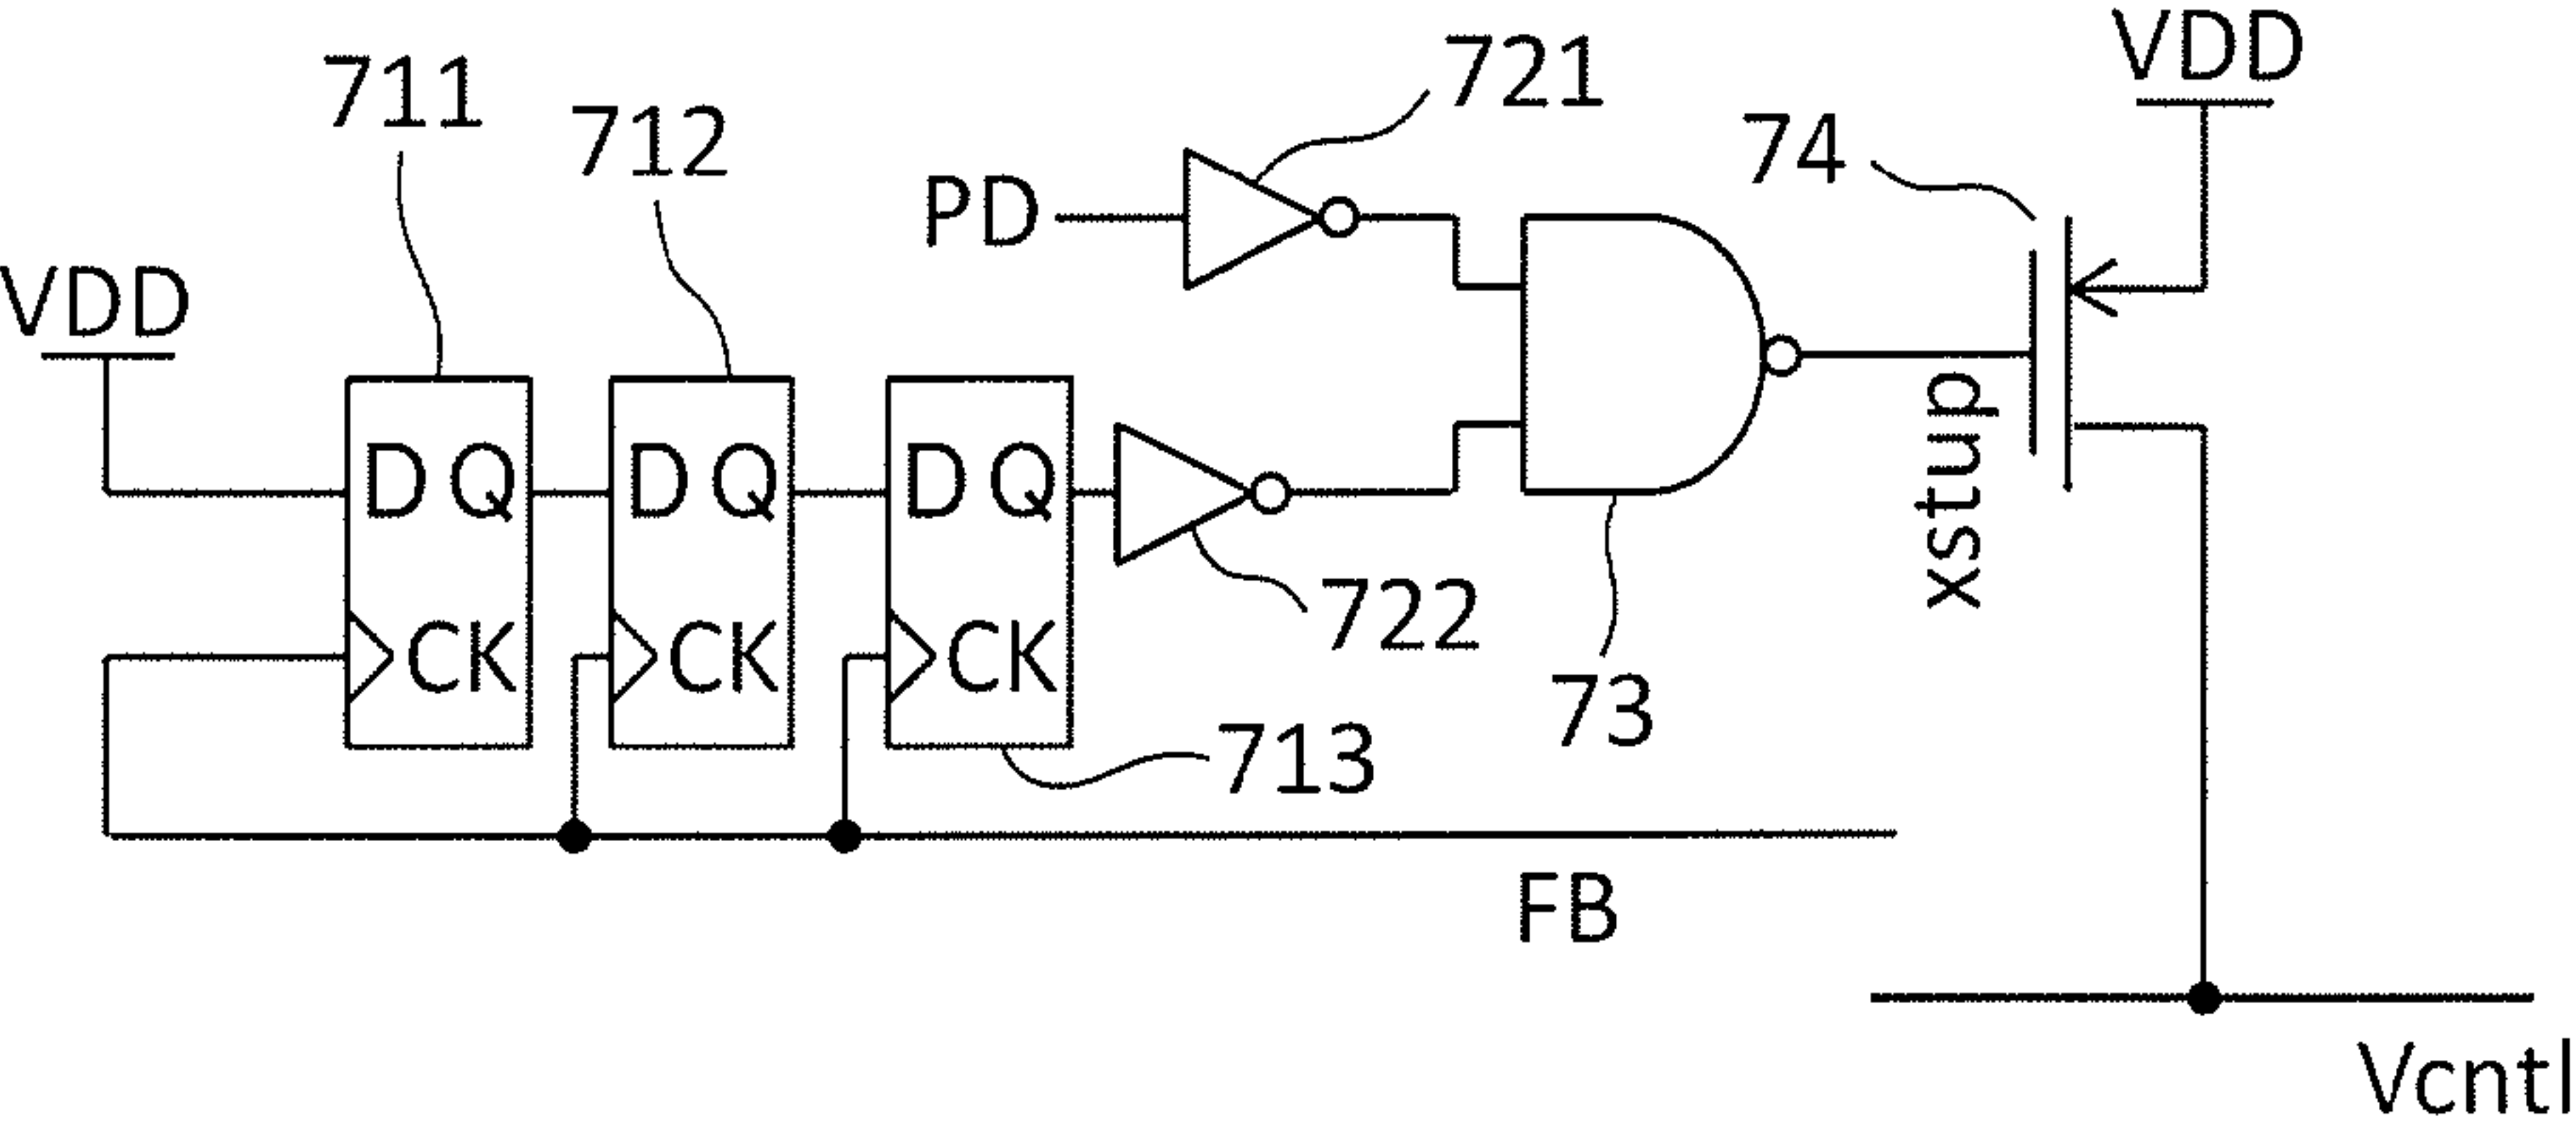 VDD
721
711
74
712
PD
VDD
D Q
D Q
D Q
xstup
722
CK
CK
CK
73
713
FB
Vcntl